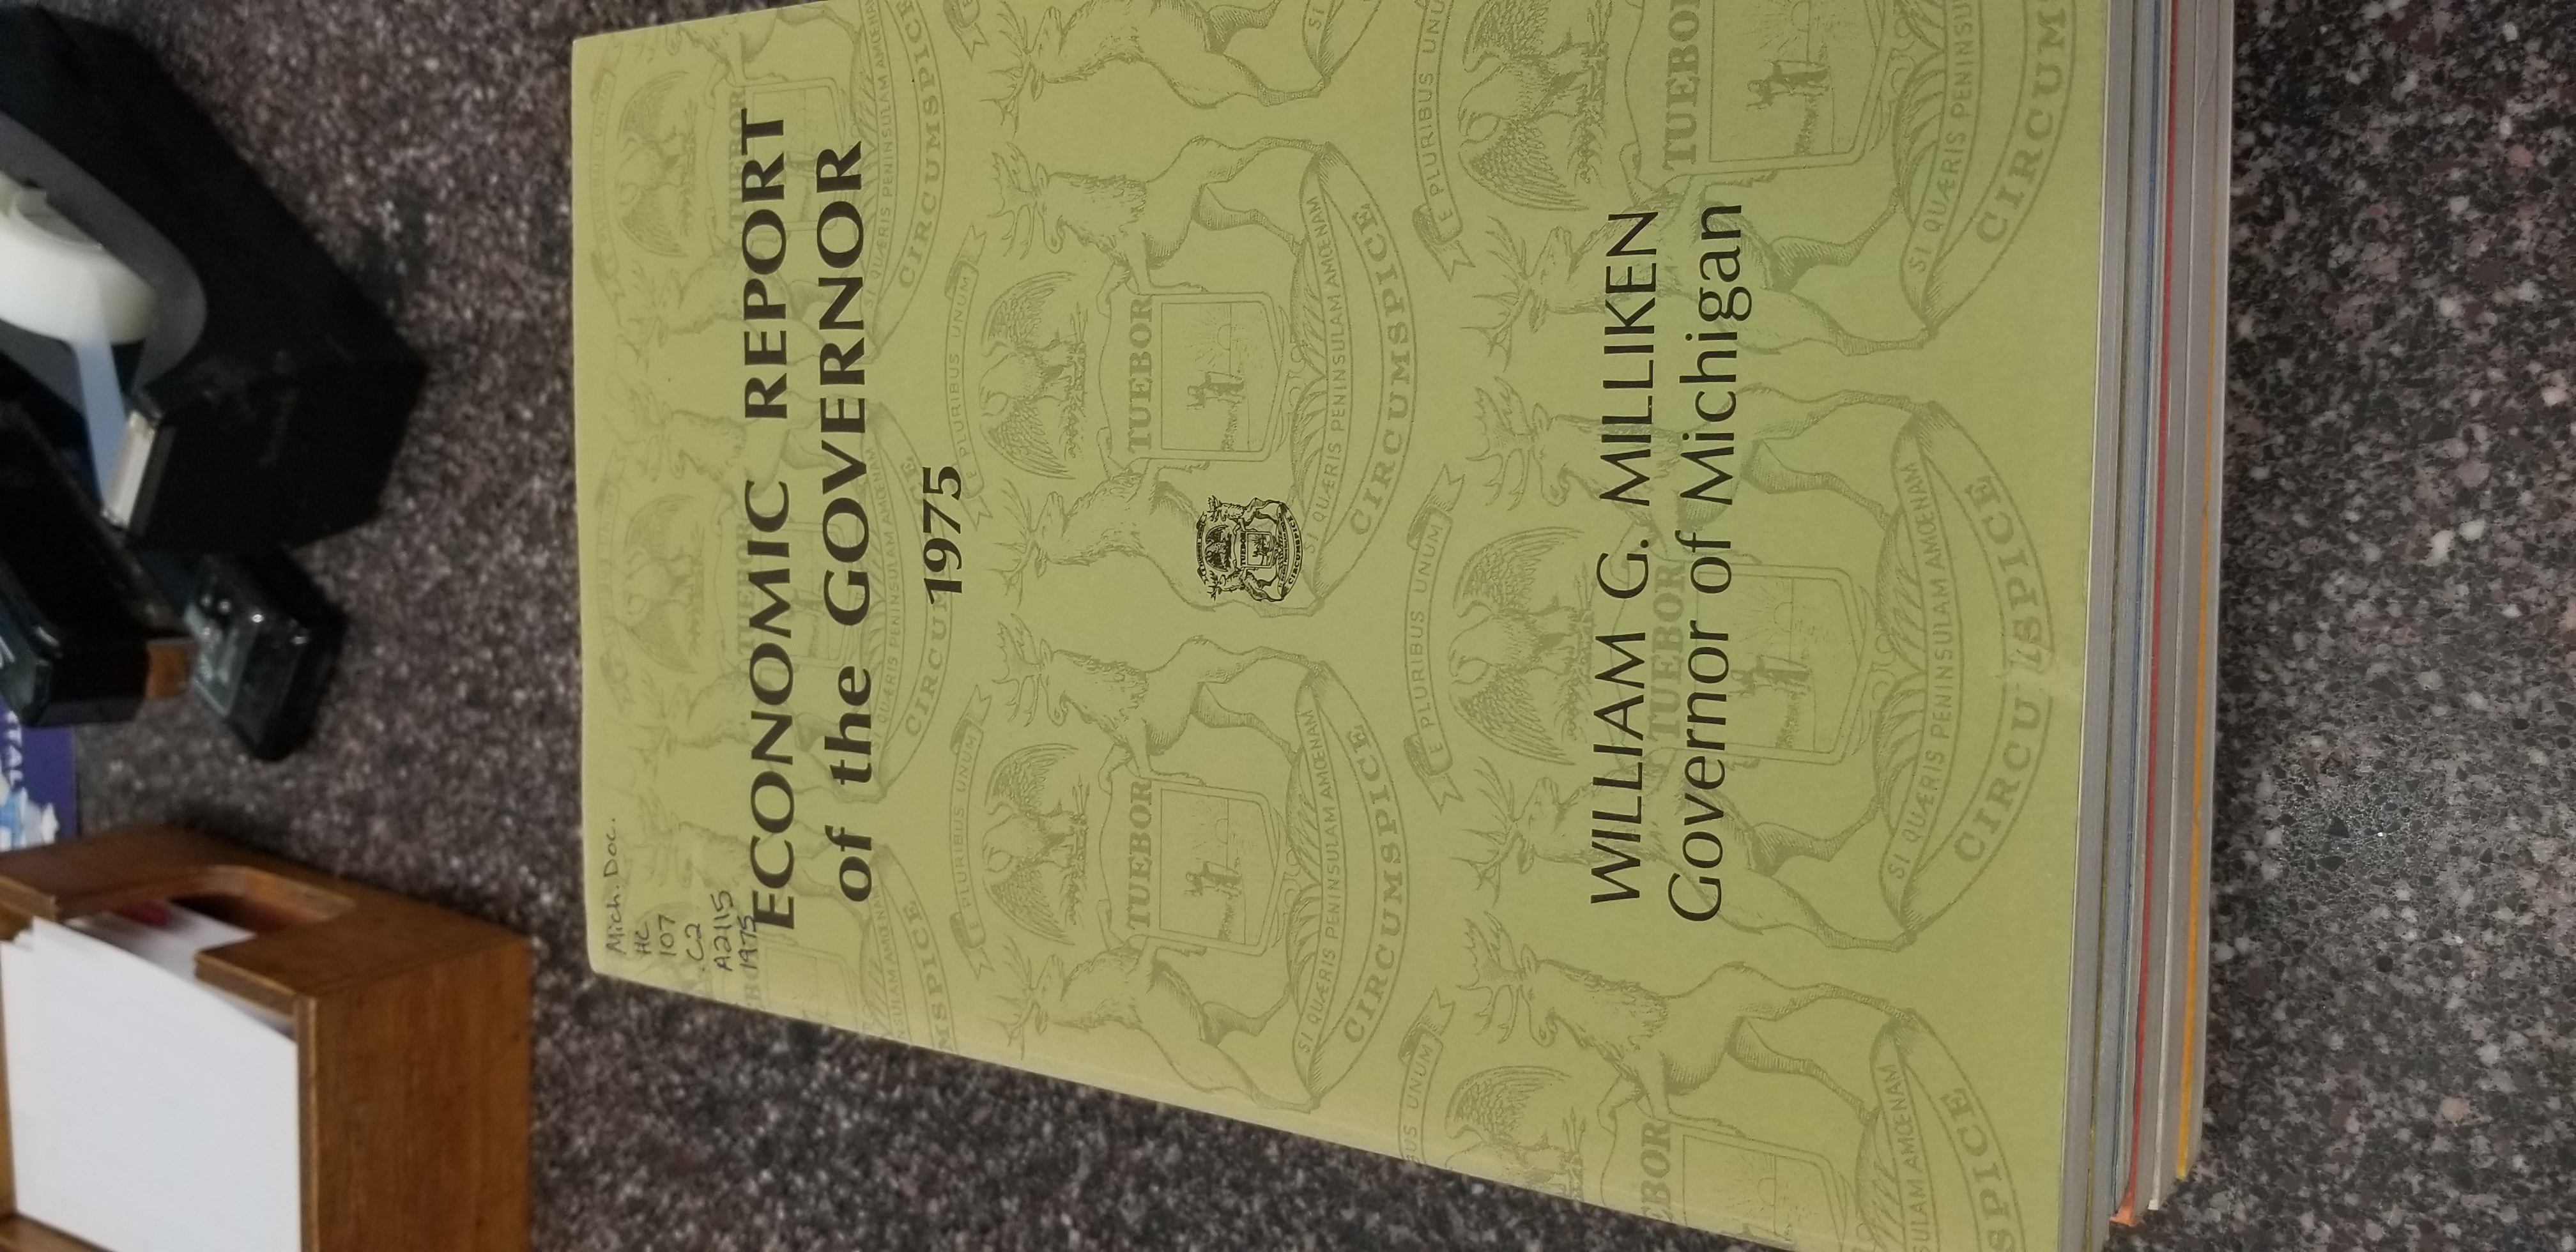 Mich. Doc.
HC
107
.C2
A2115
1975
ECONOMIC REPORT
of the GOVERNOR
1975
E PLURIBUS UNUM
TUEBOR
SI QUÆRIS PENINSULAM AMŒNAM
CIRCUMSPICE
WILLIAM G. MILLIKEN
Governor of Michigan
TAL